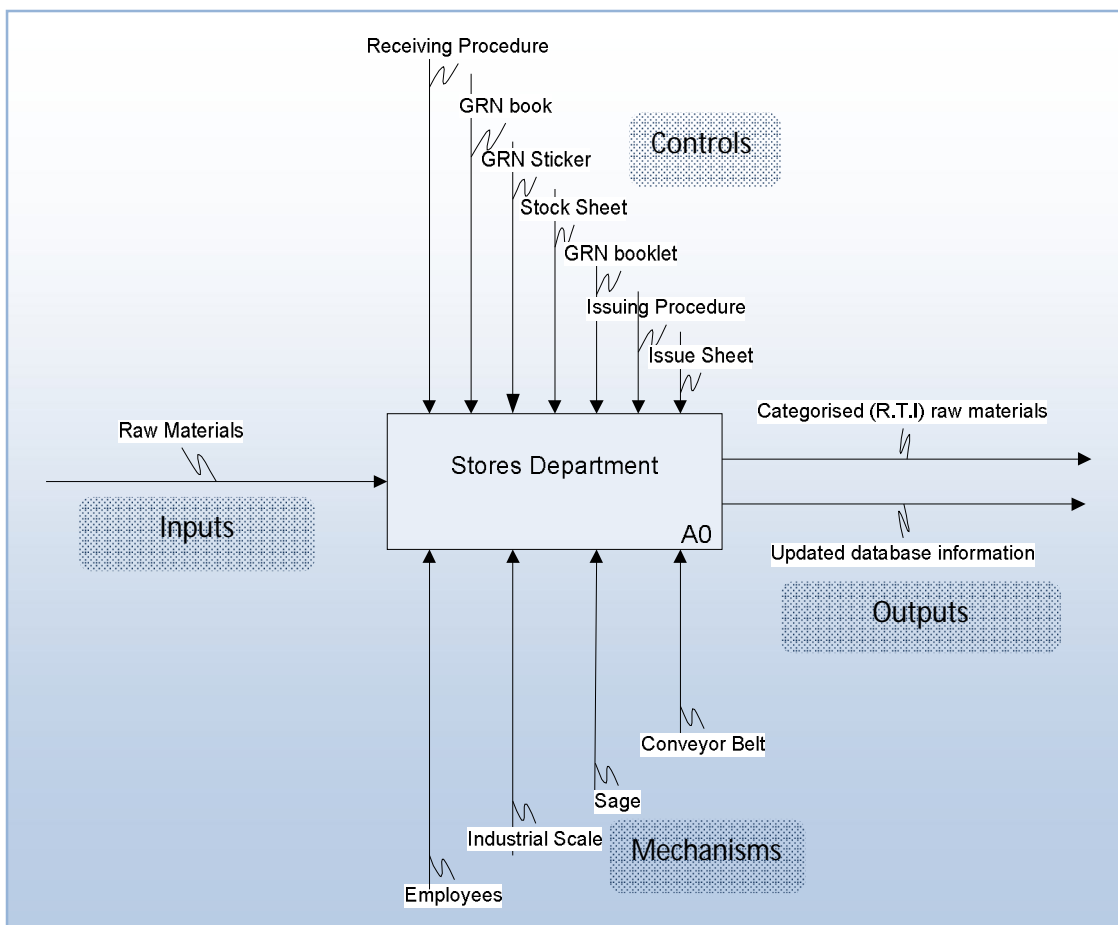 Receiving Procedure
GRN book
Controls
GRN Sticker
Stock Sheet
GRN booklet
Issuing Procedure
Issue Sheet
Categorised (R.T.I) raw materials
Raw Materials
Stores Department
Inputs
A0
Updated database information
Outputs
Conveyor Belt
Sage
Industrial Scale
Mechanisms
Employees